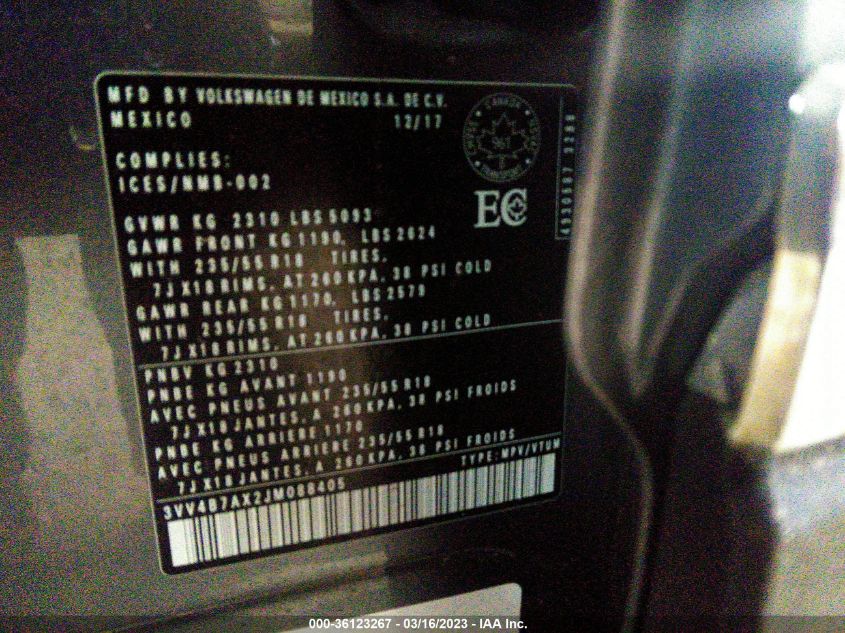 MFD BY VOLKSWAGEN DE MEXICO S.A. DE C.V.
MEXICO 12/17
CANADA
TRANSPORT
EC
COMPLIES:
ICES/NMB-002
GVWR KG 2310 LBS 5093
GAWR FRONT KG 1190, LBS 2624
WITH 235/55 R18 TIRES,
7J X18 RIMS, AT 260 KPA, 38 PSI COLD
GAWR REAR KG 1170, LBS 2579
WITH 235/55 R18 TIRES,
7J X18 RIMS, AT 260 KPA, 38 PSI COLD
PNBV KG 2310
PNBE KG AVANT 1190
AVEC PNEUS AVANT 235/55 R18
7J X18 JANTES, A 260 KPA, 38 PSI FROIDS
PNBE KG ARRIERE 1170
AVEC PNEUS ARRIERE 235/55 R18
7J X18 JANTES, A 260 KPA, 38 PSI FROIDS
TYPE: MPV/VTUM
3VV4B7AX2JM086405
000-36123267 - 03/16/2023 - IAA Inc.